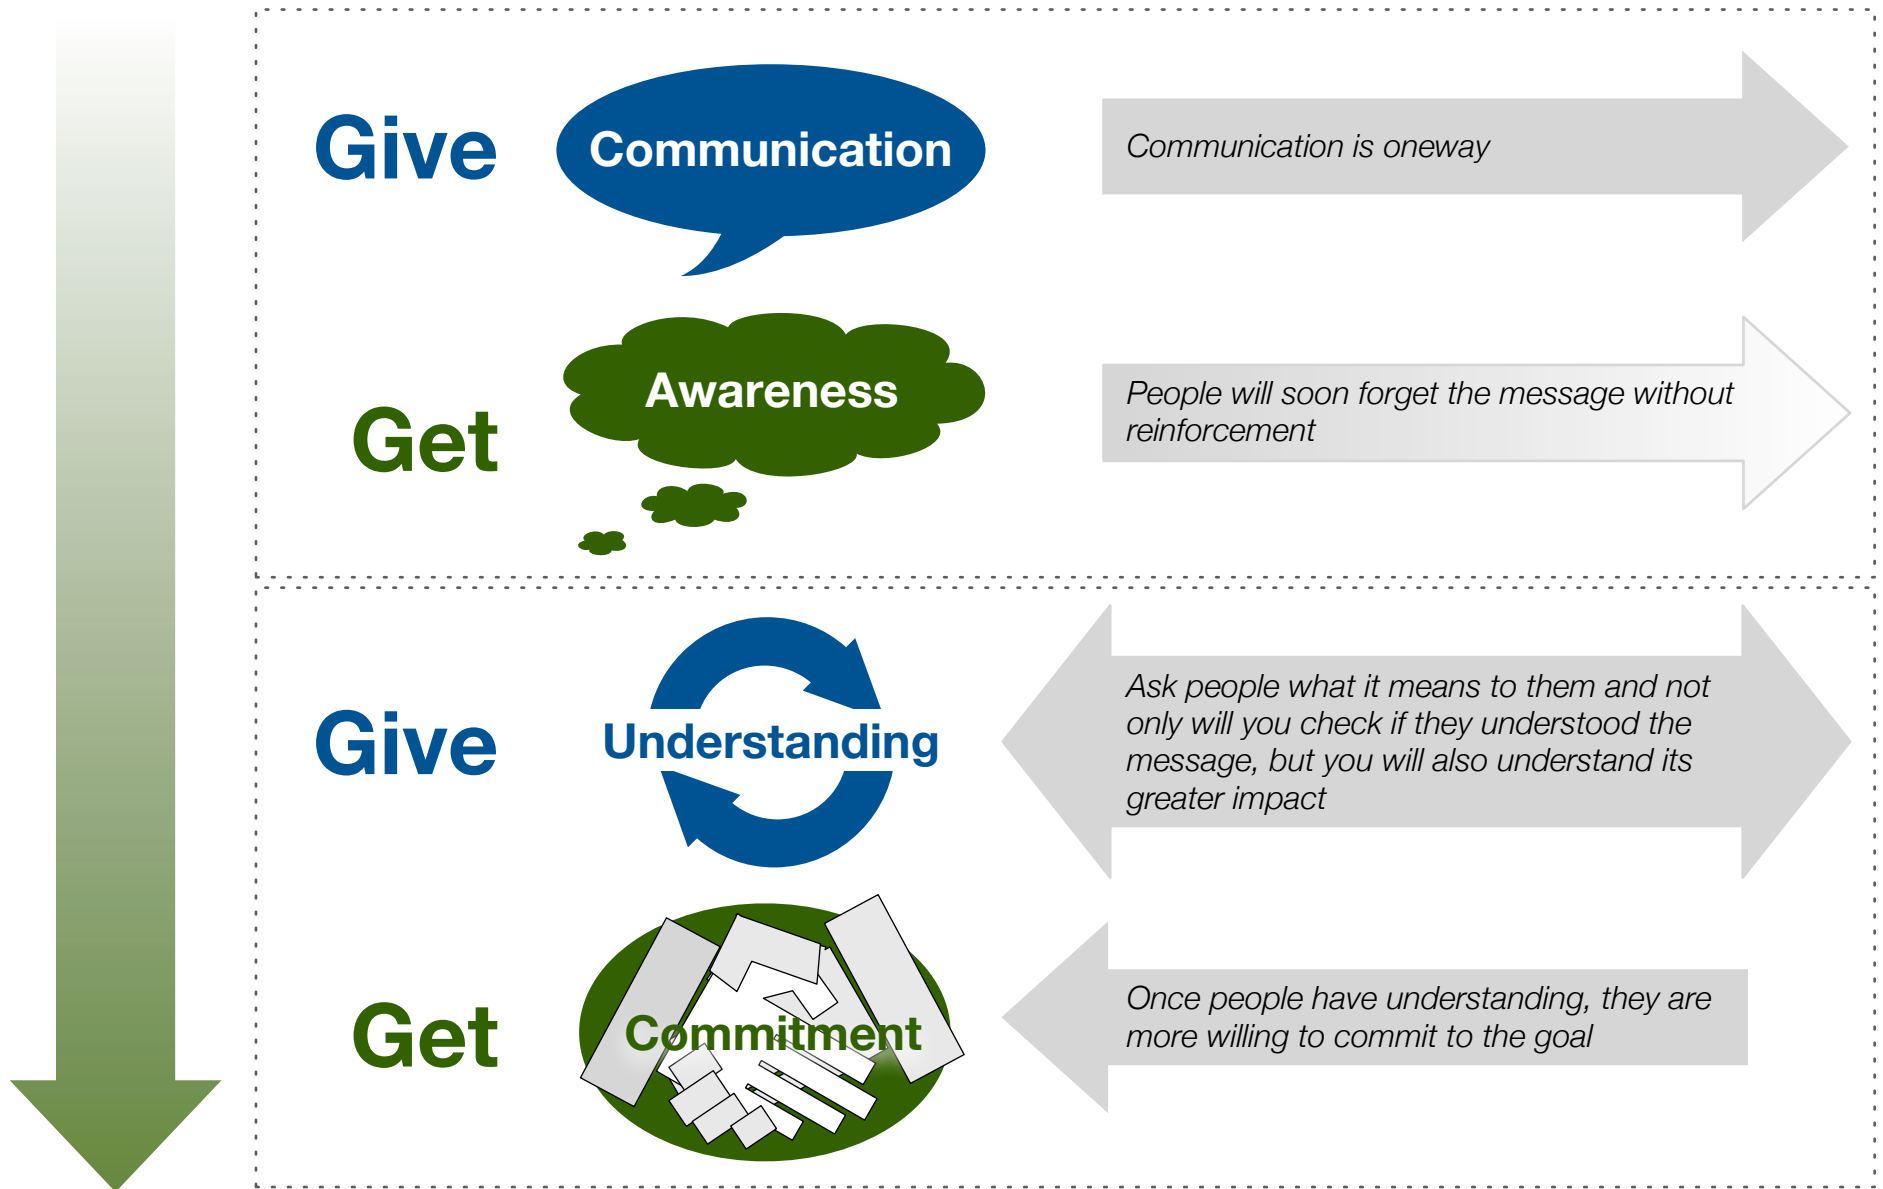 Give
Communication
Communication is oneway
Get
Awareness
People will soon forget the message without
reinforcement
Give
Understanding
Ask people what it means to them and not
only will you check if they understood the
message, but you will also understand its
greater impact
Get
Commitment
Once people have understanding, they are
more willing to commit to the goal